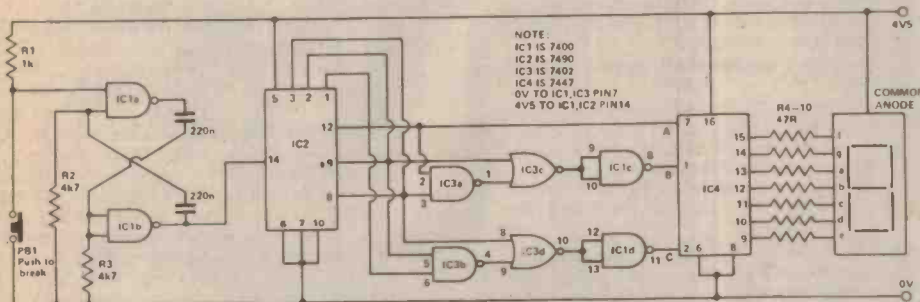 4V5
R1
1k
NOTE:
IC1 IS 7400
IC2 IS 7490
IC3 IS 7402
IC4 IS 7447
0V TO IC1, IC3 PIN7
4V5 TO IC1, IC2 PIN14
COMMON
ANODE
R4-10
47R
IC1a
220n
5 3 2 1
12
IC2
14
9
8
6 7 10
R2
4k7
220n
IC1b
R3
4k7
PB1
Push to
break
2
3
IC3a
1
IC3c
9
10
IC1c
8
5
6
IC3b
4
8
9
IC3d
10
12
13
IC1d
11
A
B
C
7 16
1
IC4
2 6 8
15
14
13
12
11
10
9
f
g
a
b
c
d
e
0V